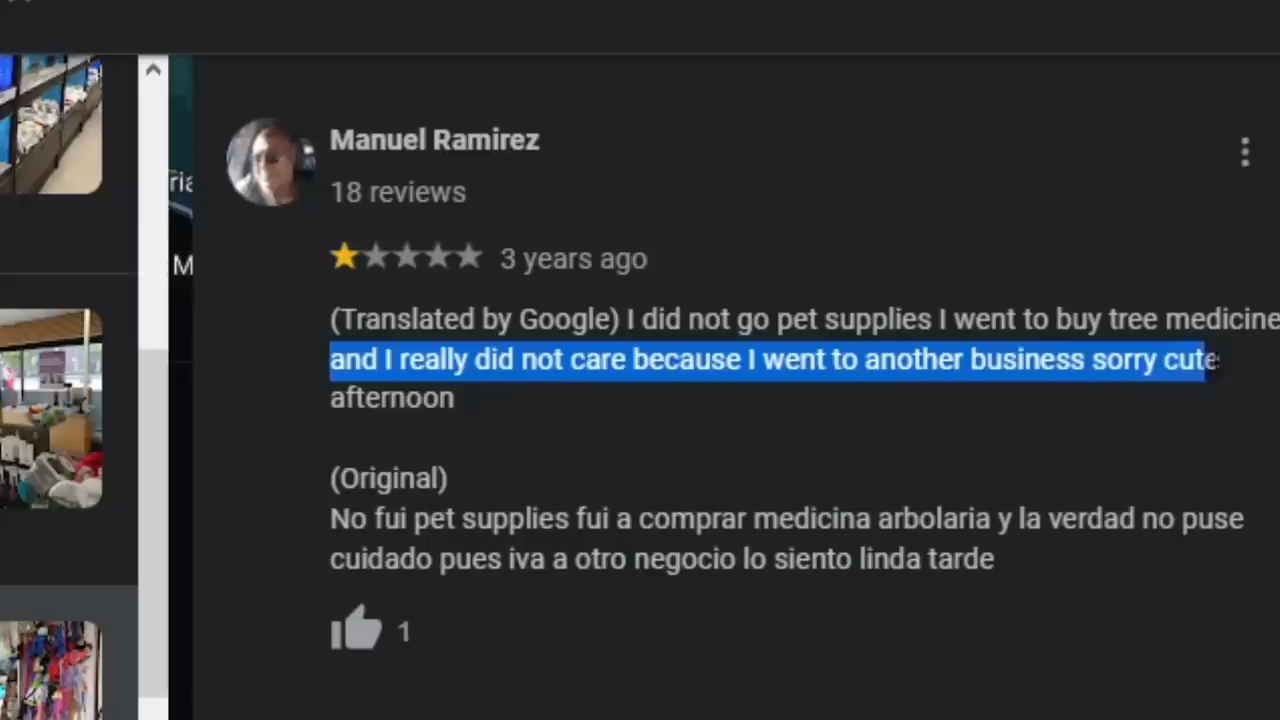 Manuel Ramirez
18 reviews
3 years ago
(Translated by Google) I did not go pet supplies I went to buy tree medicine
and I really did not care because I went to another business sorry cute
afternoon
(Original)
No fui pet supplies fui a comprar medicina arbolaria y la verdad no puse
cuidado pues iva a otro negocio lo siento linda tarde
1